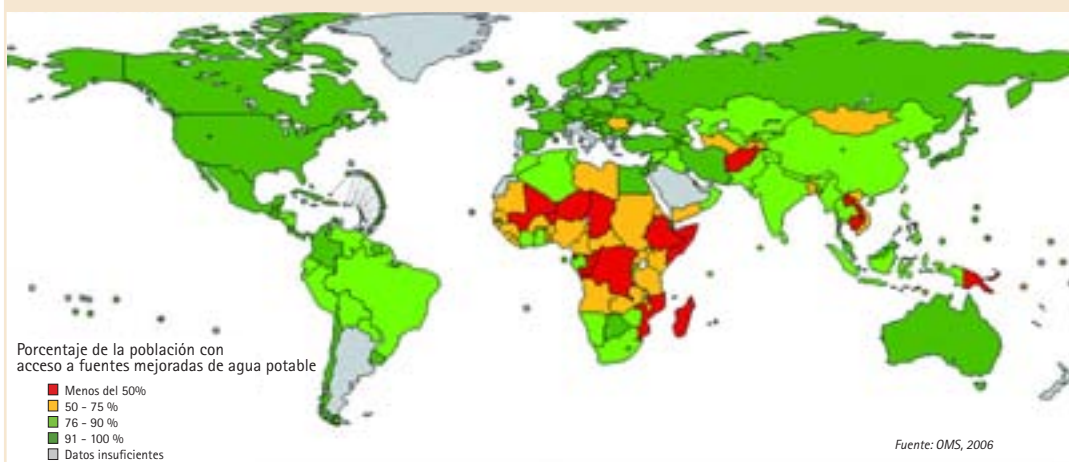 Porcentaje de la población con
acceso a fuentes mejoradas de agua potable
Menos del 50%
50 - 75 %
76 - 90 %
91 - 100 %
Datos insuficientes
Fuente: OMS, 2006